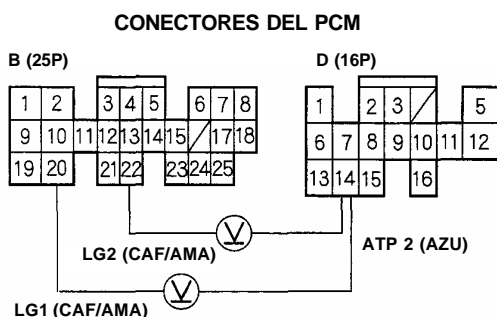 CONECTORES DEL PCM
B (25P)
D (16P)
1 2 3 4 5 6 7 8
9 10 11 12 13 14 15 17 18
19 20 21 22 23 24 25
1 2 3 5
6 7 8 9 10 11 12
13 14 15 16
LG2 (CAF/AMA)
ATP 2 (AZU)
LG1 (CAF/AMA)
V
V